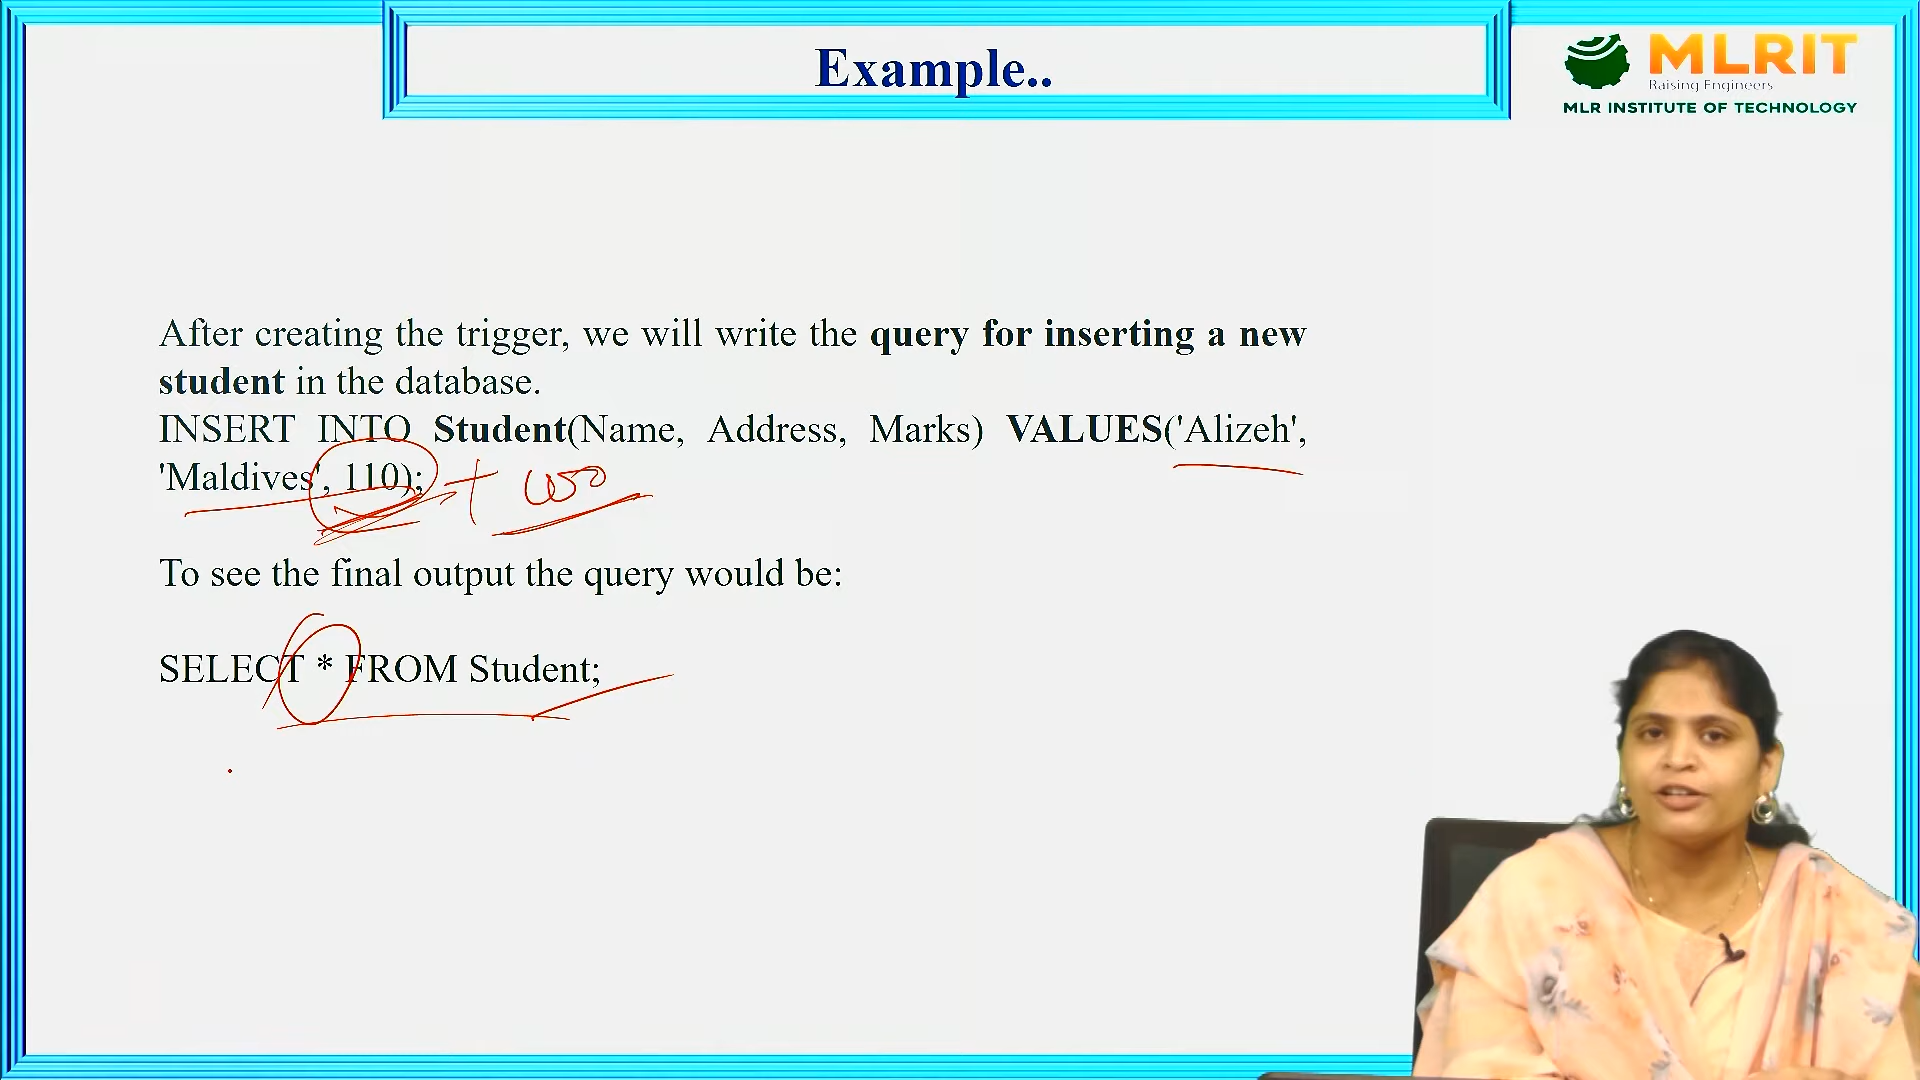 Example..
MLRIT
Raising Engineers
MLR INSTITUTE OF TECHNOLOGY
After creating the trigger, we will write the query for inserting a new
student in the database.
INSERT INTO Student(Name, Address, Marks) VALUES('Alizeh',
'Maldives', 110);
To see the final output the query would be:
SELECT * FROM Student;